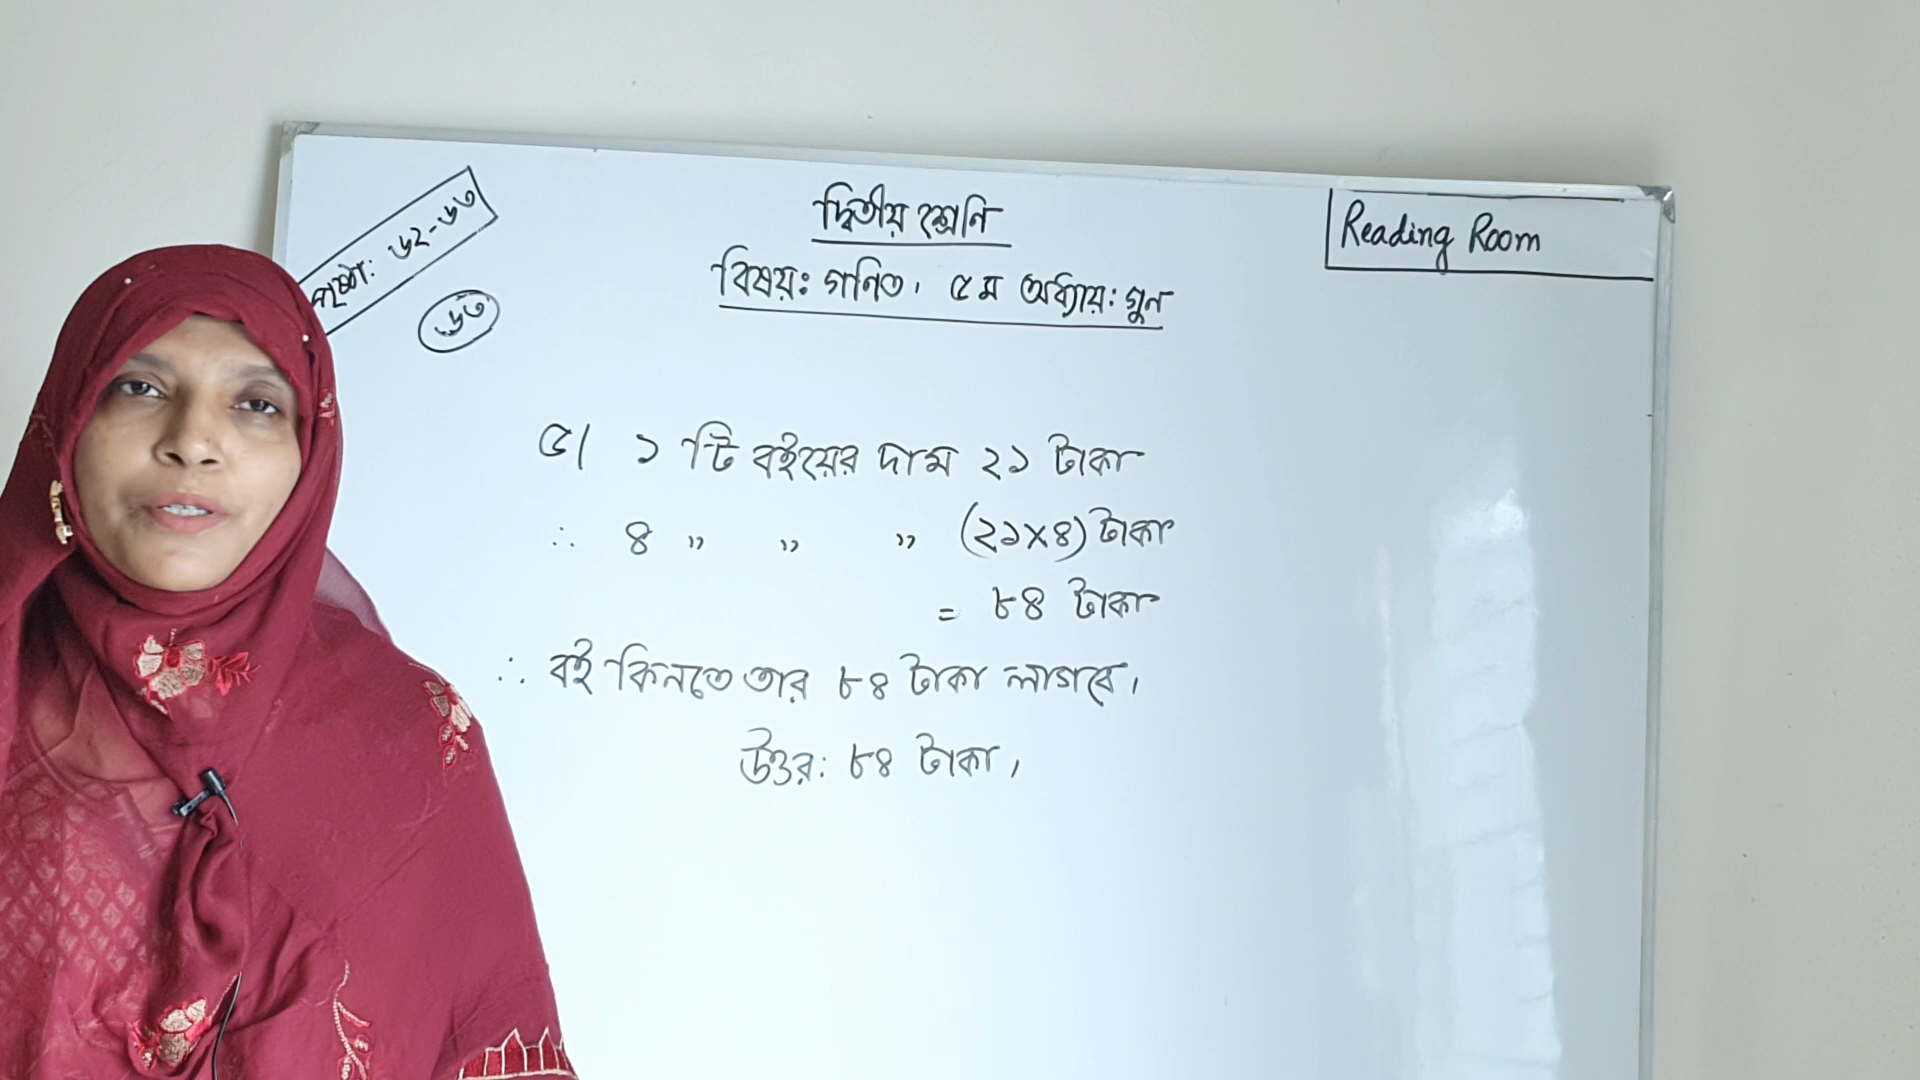 পৃষ্ঠা: ৬২-৬৩
৬৩
দ্বিতীয় শ্রেনি
বিষয়ঃ গনিত। ৫ম অধ্যায়ঃ গুন
Reading Room
৫। ১ টি বইয়ের দাম ২১ টাকা
∴ ৪ " " " (২১×৪) টাকা
= ৮৪ টাকা
∴ বই কিনতে তার ৮৪ টাকা লাগবে।
উত্তর: ৮৪ টাকা।